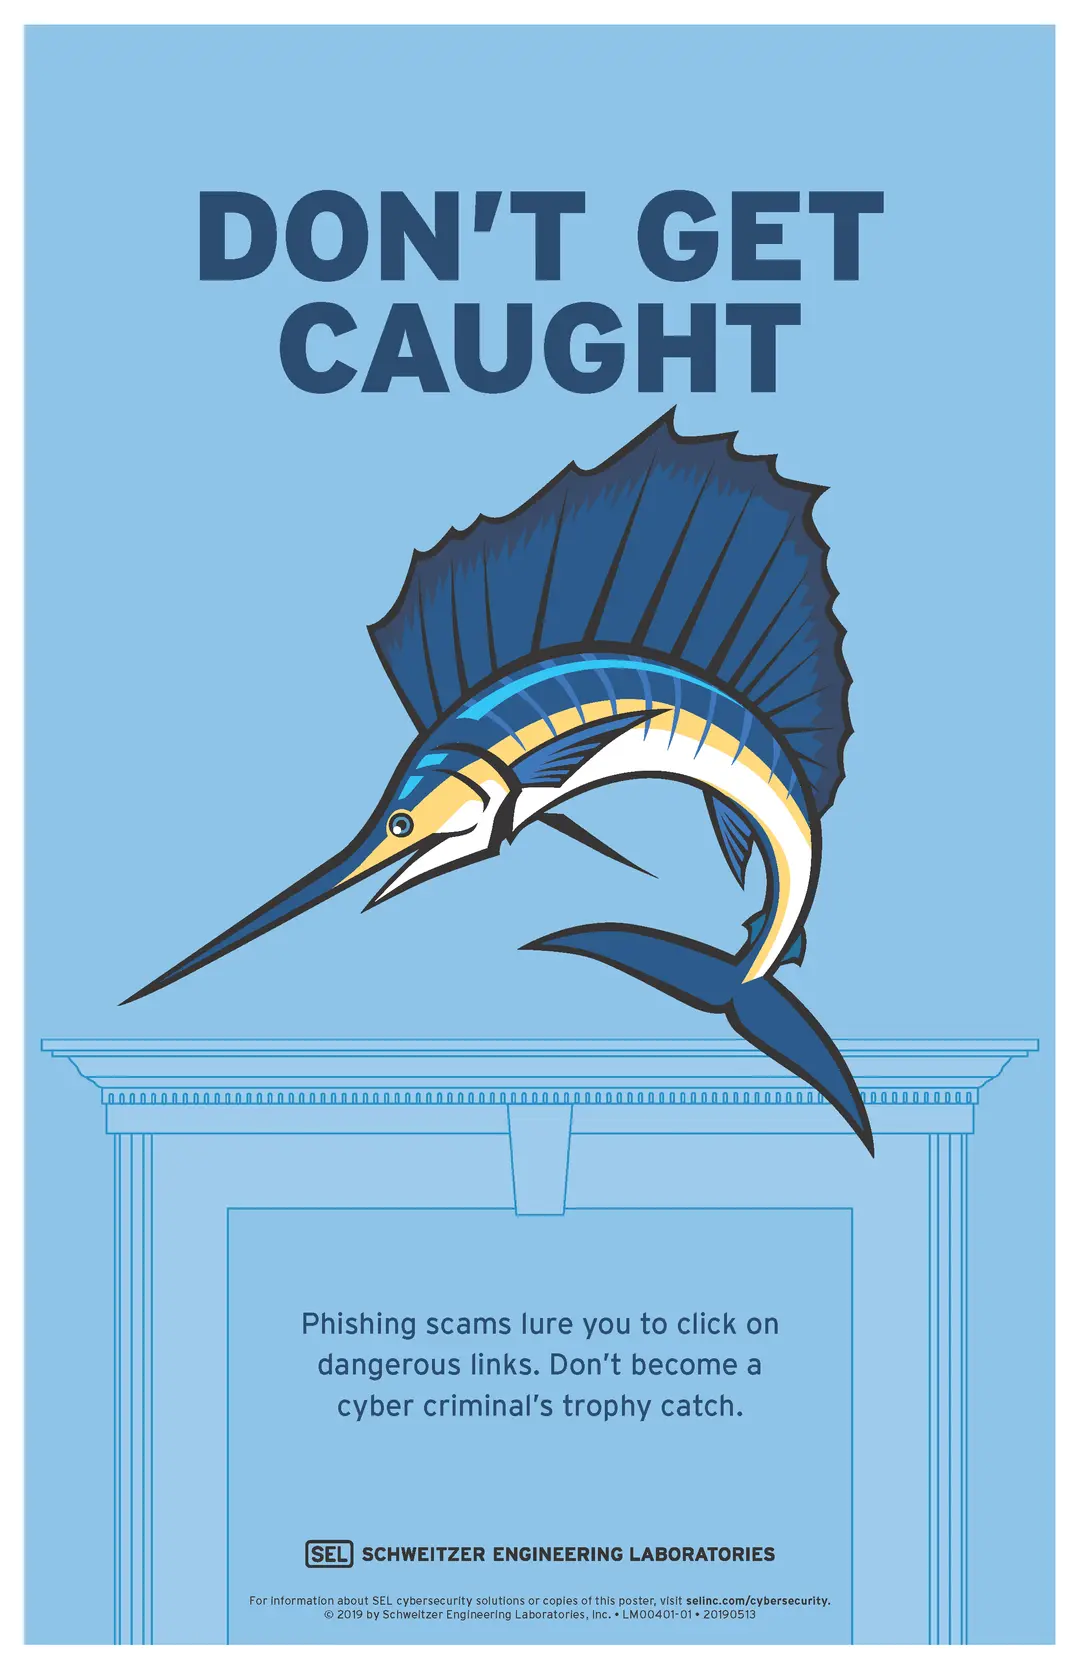 DON'T GET
CAUGHT
Phishing scams lure you to click on
dangerous links. Don't become a
cyber criminal's trophy catch.
SEL SCHWEITZER ENGINEERING LABORATORIES
For information about SEL cybersecurity solutions or copies of this poster, visit selinc.com/cybersecurity.
© 2019 by Schweitzer Engineering Laboratories, Inc. • LM00401-01 • 20190513